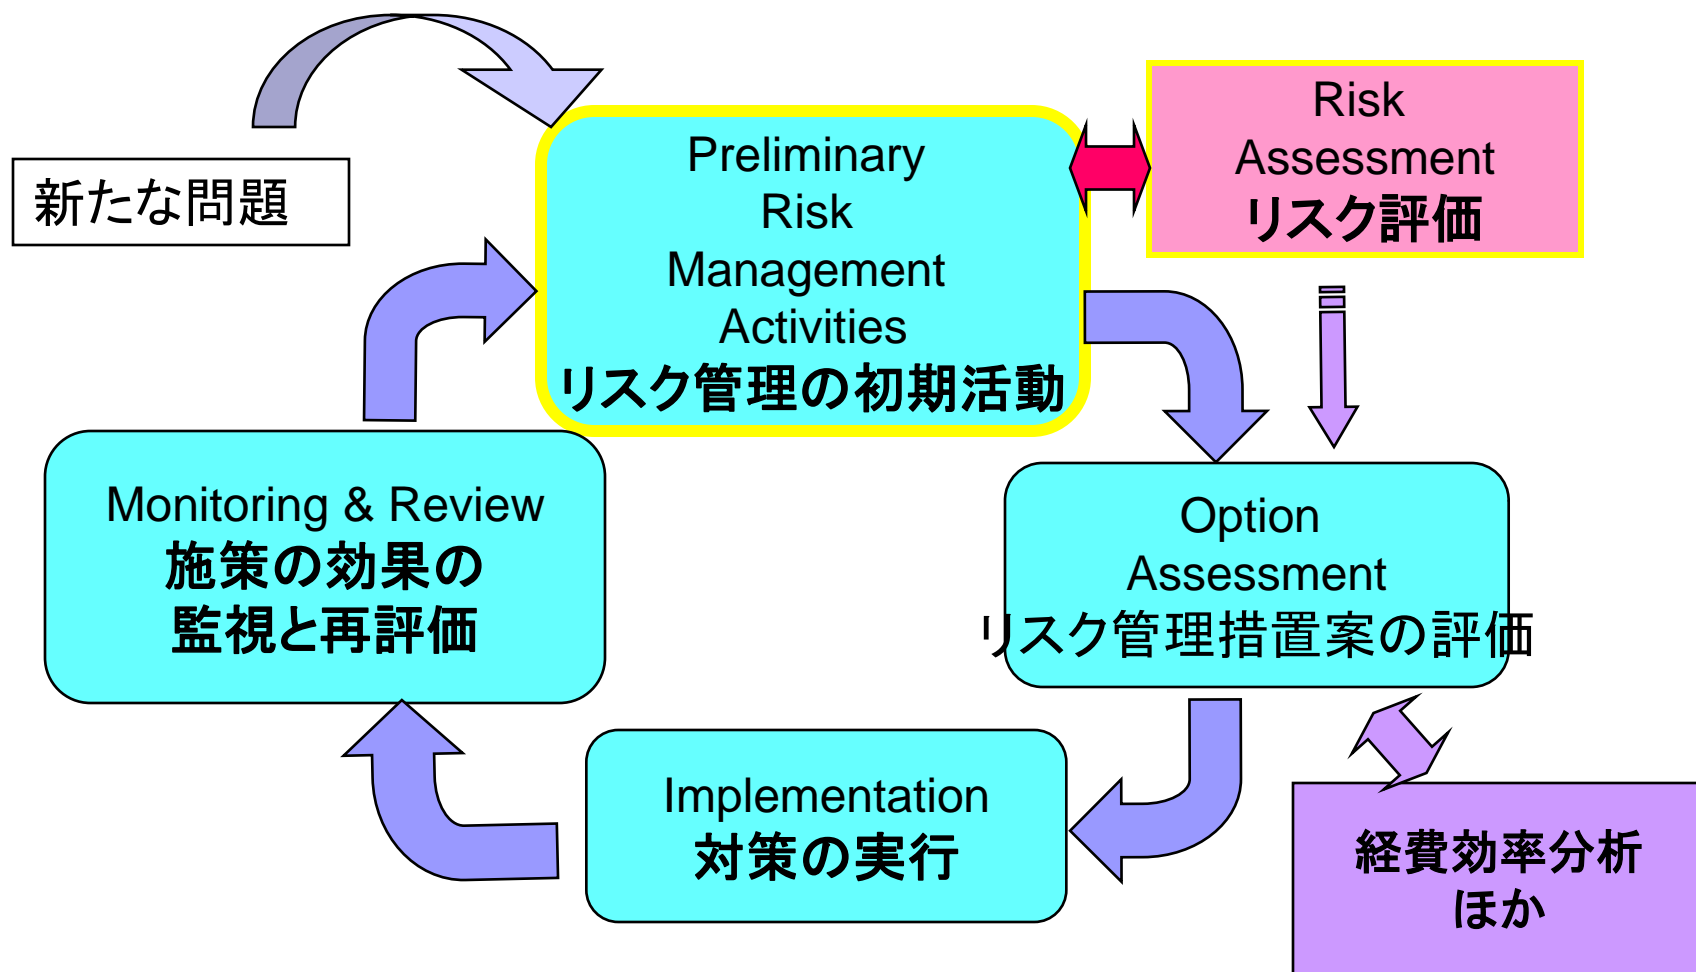 新たな問題
Preliminary
Risk
Management
Activities
リスク管理の初期活動
Risk
Assessment
リスク評価
Monitoring & Review
施策の効果の
監視と再評価
Option
Assessment
リスク管理措置案の評価
Implementation
対策の実行
経費効率分析
ほか